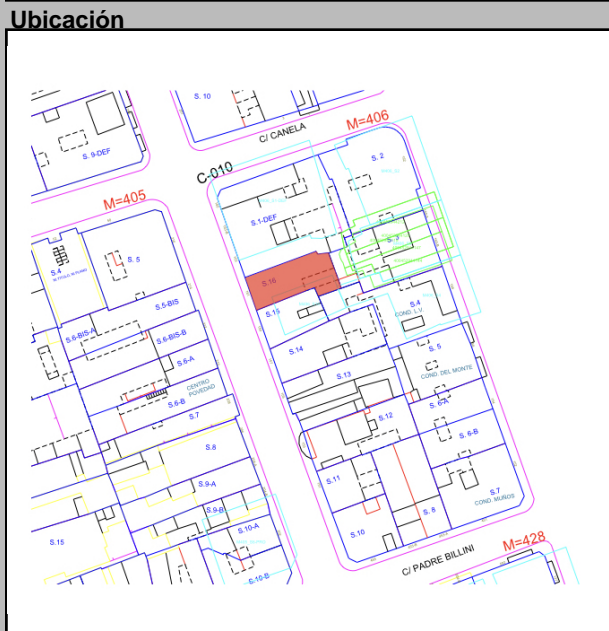 Ubicación
S. 10
C/ CANELA
M=406
S. 9-DEF
C-010
S. 2
M=405
S.1-DEF
S. 5
S.4
S.3
S.16
S.5-BIS
S.15
S.4
COND. L.V.
S.6-BIS-A
S.6-BIS-B
S.14
S. 5
S.6-A
COND. DEL MONTE
S.13
CENTRO
POVEDAD
S.6-B
S. 6-A
S.7
S.12
S. 6-B
S.8
S.11
S.9-A
S.7
COND. MUÑOS
S.9-B
S. 8
S.10-A
S.10
S.15
M=428
C/ PADRE BILLINI
S.10-B